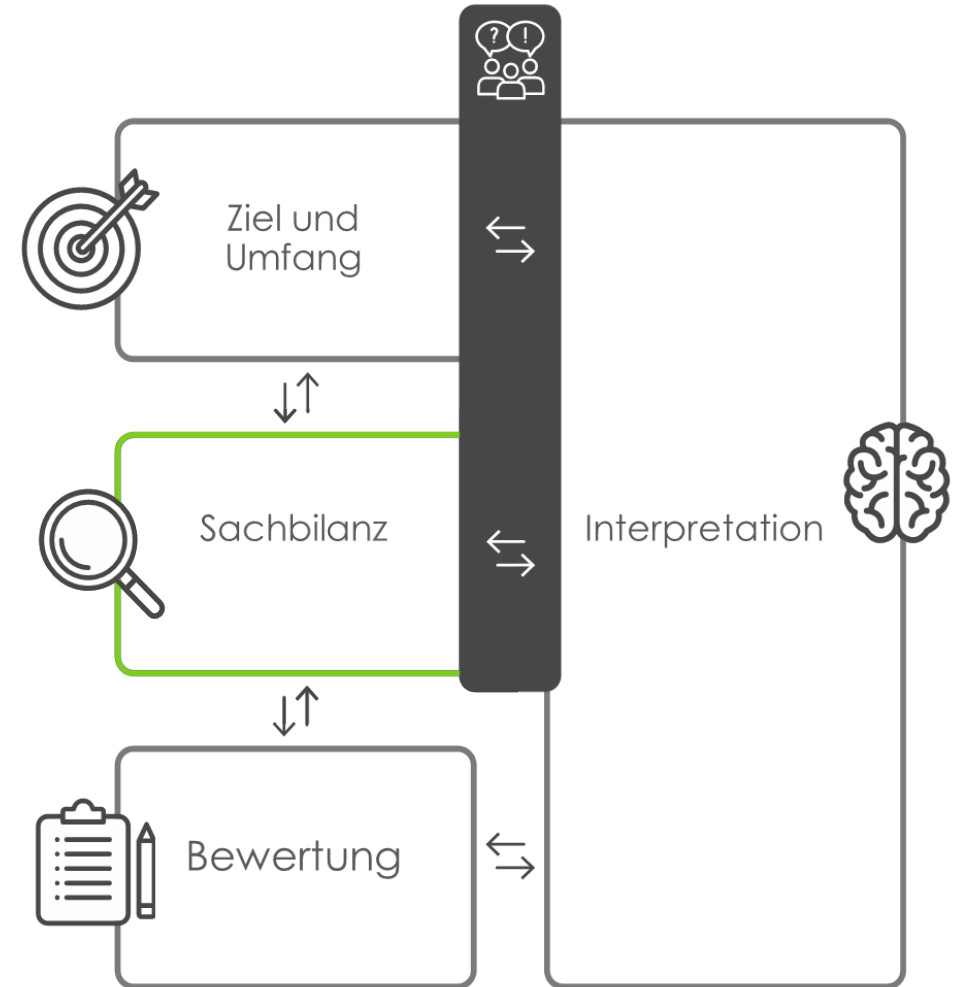 ? !
Ziel und
Umfang
Sachbilanz
Interpretation
Bewertung